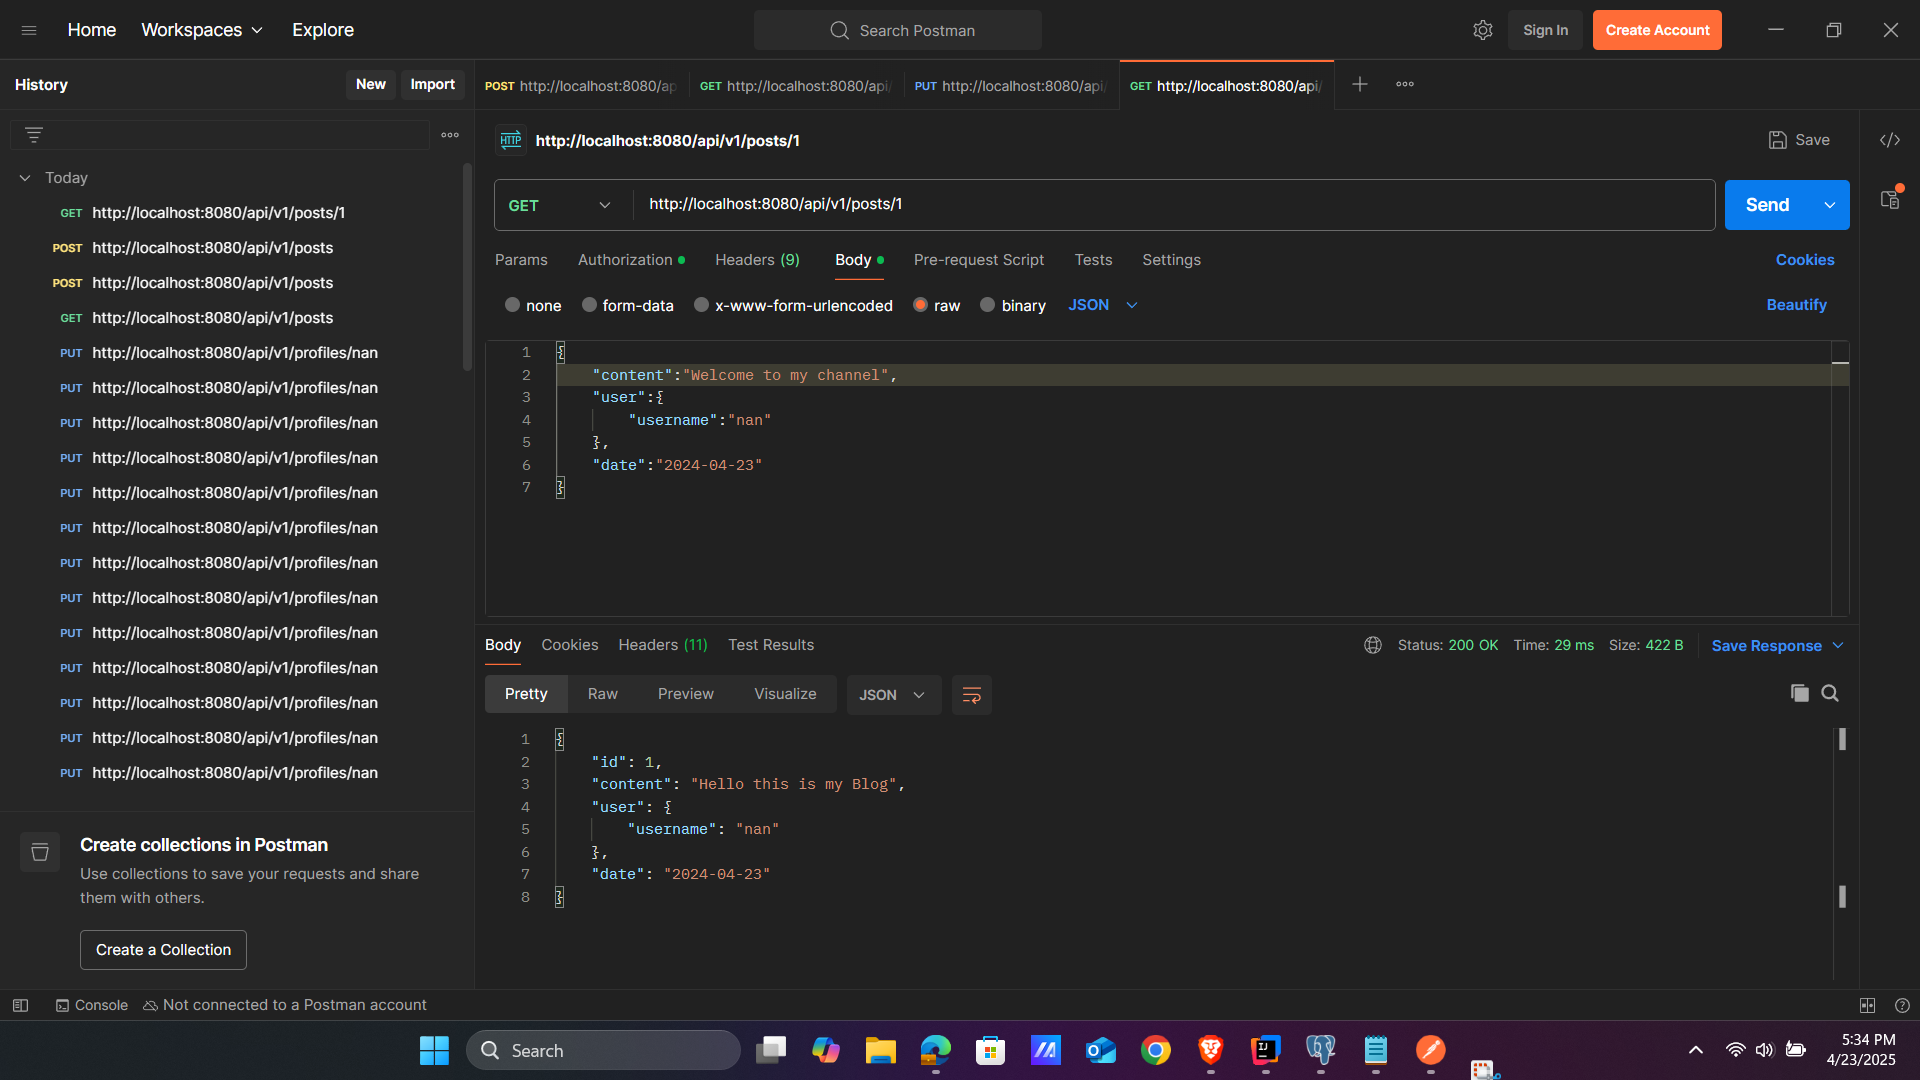 Home Workspaces Explore Search Postman Sign In Create Account
History New Import POST http://localhost:8080/ap GET http://localhost:8080/api/ PUT http://localhost:8080/api/ GET http://localhost:8080/api/
HTTP http://localhost:8080/api/v1/posts/1 Save
Today
GET http://localhost:8080/api/v1/posts/1
POST http://localhost:8080/api/v1/posts
POST http://localhost:8080/api/v1/posts
GET http://localhost:8080/api/v1/posts
PUT http://localhost:8080/api/v1/profiles/nan
PUT http://localhost:8080/api/v1/profiles/nan
PUT http://localhost:8080/api/v1/profiles/nan
PUT http://localhost:8080/api/v1/profiles/nan
PUT http://localhost:8080/api/v1/profiles/nan
PUT http://localhost:8080/api/v1/profiles/nan
PUT http://localhost:8080/api/v1/profiles/nan
PUT http://localhost:8080/api/v1/profiles/nan
PUT http://localhost:8080/api/v1/profiles/nan
PUT http://localhost:8080/api/v1/profiles/nan
PUT http://localhost:8080/api/v1/profiles/nan
PUT http://localhost:8080/api/v1/profiles/nan
PUT http://localhost:8080/api/v1/profiles/nan
Create collections in Postman
Use collections to save your requests and share
them with others.
Create a Collection
GET http://localhost:8080/api/v1/posts/1 Send
Params Authorization Headers (9) Body Pre-request Script Tests Settings Cookies
none form-data x-www-form-urlencoded raw binary JSON Beautify
1 {
2 "content":"Welcome to my channel",
3 "user":{
4 "username":"nan"
5 },
6 "date":"2024-04-23"
7 }
Body Cookies Headers (11) Test Results Status: 200 OK Time: 29 ms Size: 422 B Save Response
Pretty Raw Preview Visualize JSON
1 {
2 "id": 1,
3 "content": "Hello this is my Blog",
4 "user": {
5 "username": "nan"
6 },
7 "date": "2024-04-23"
8 }
Console Not connected to a Postman account
Search
5:34 PM
4/23/2025